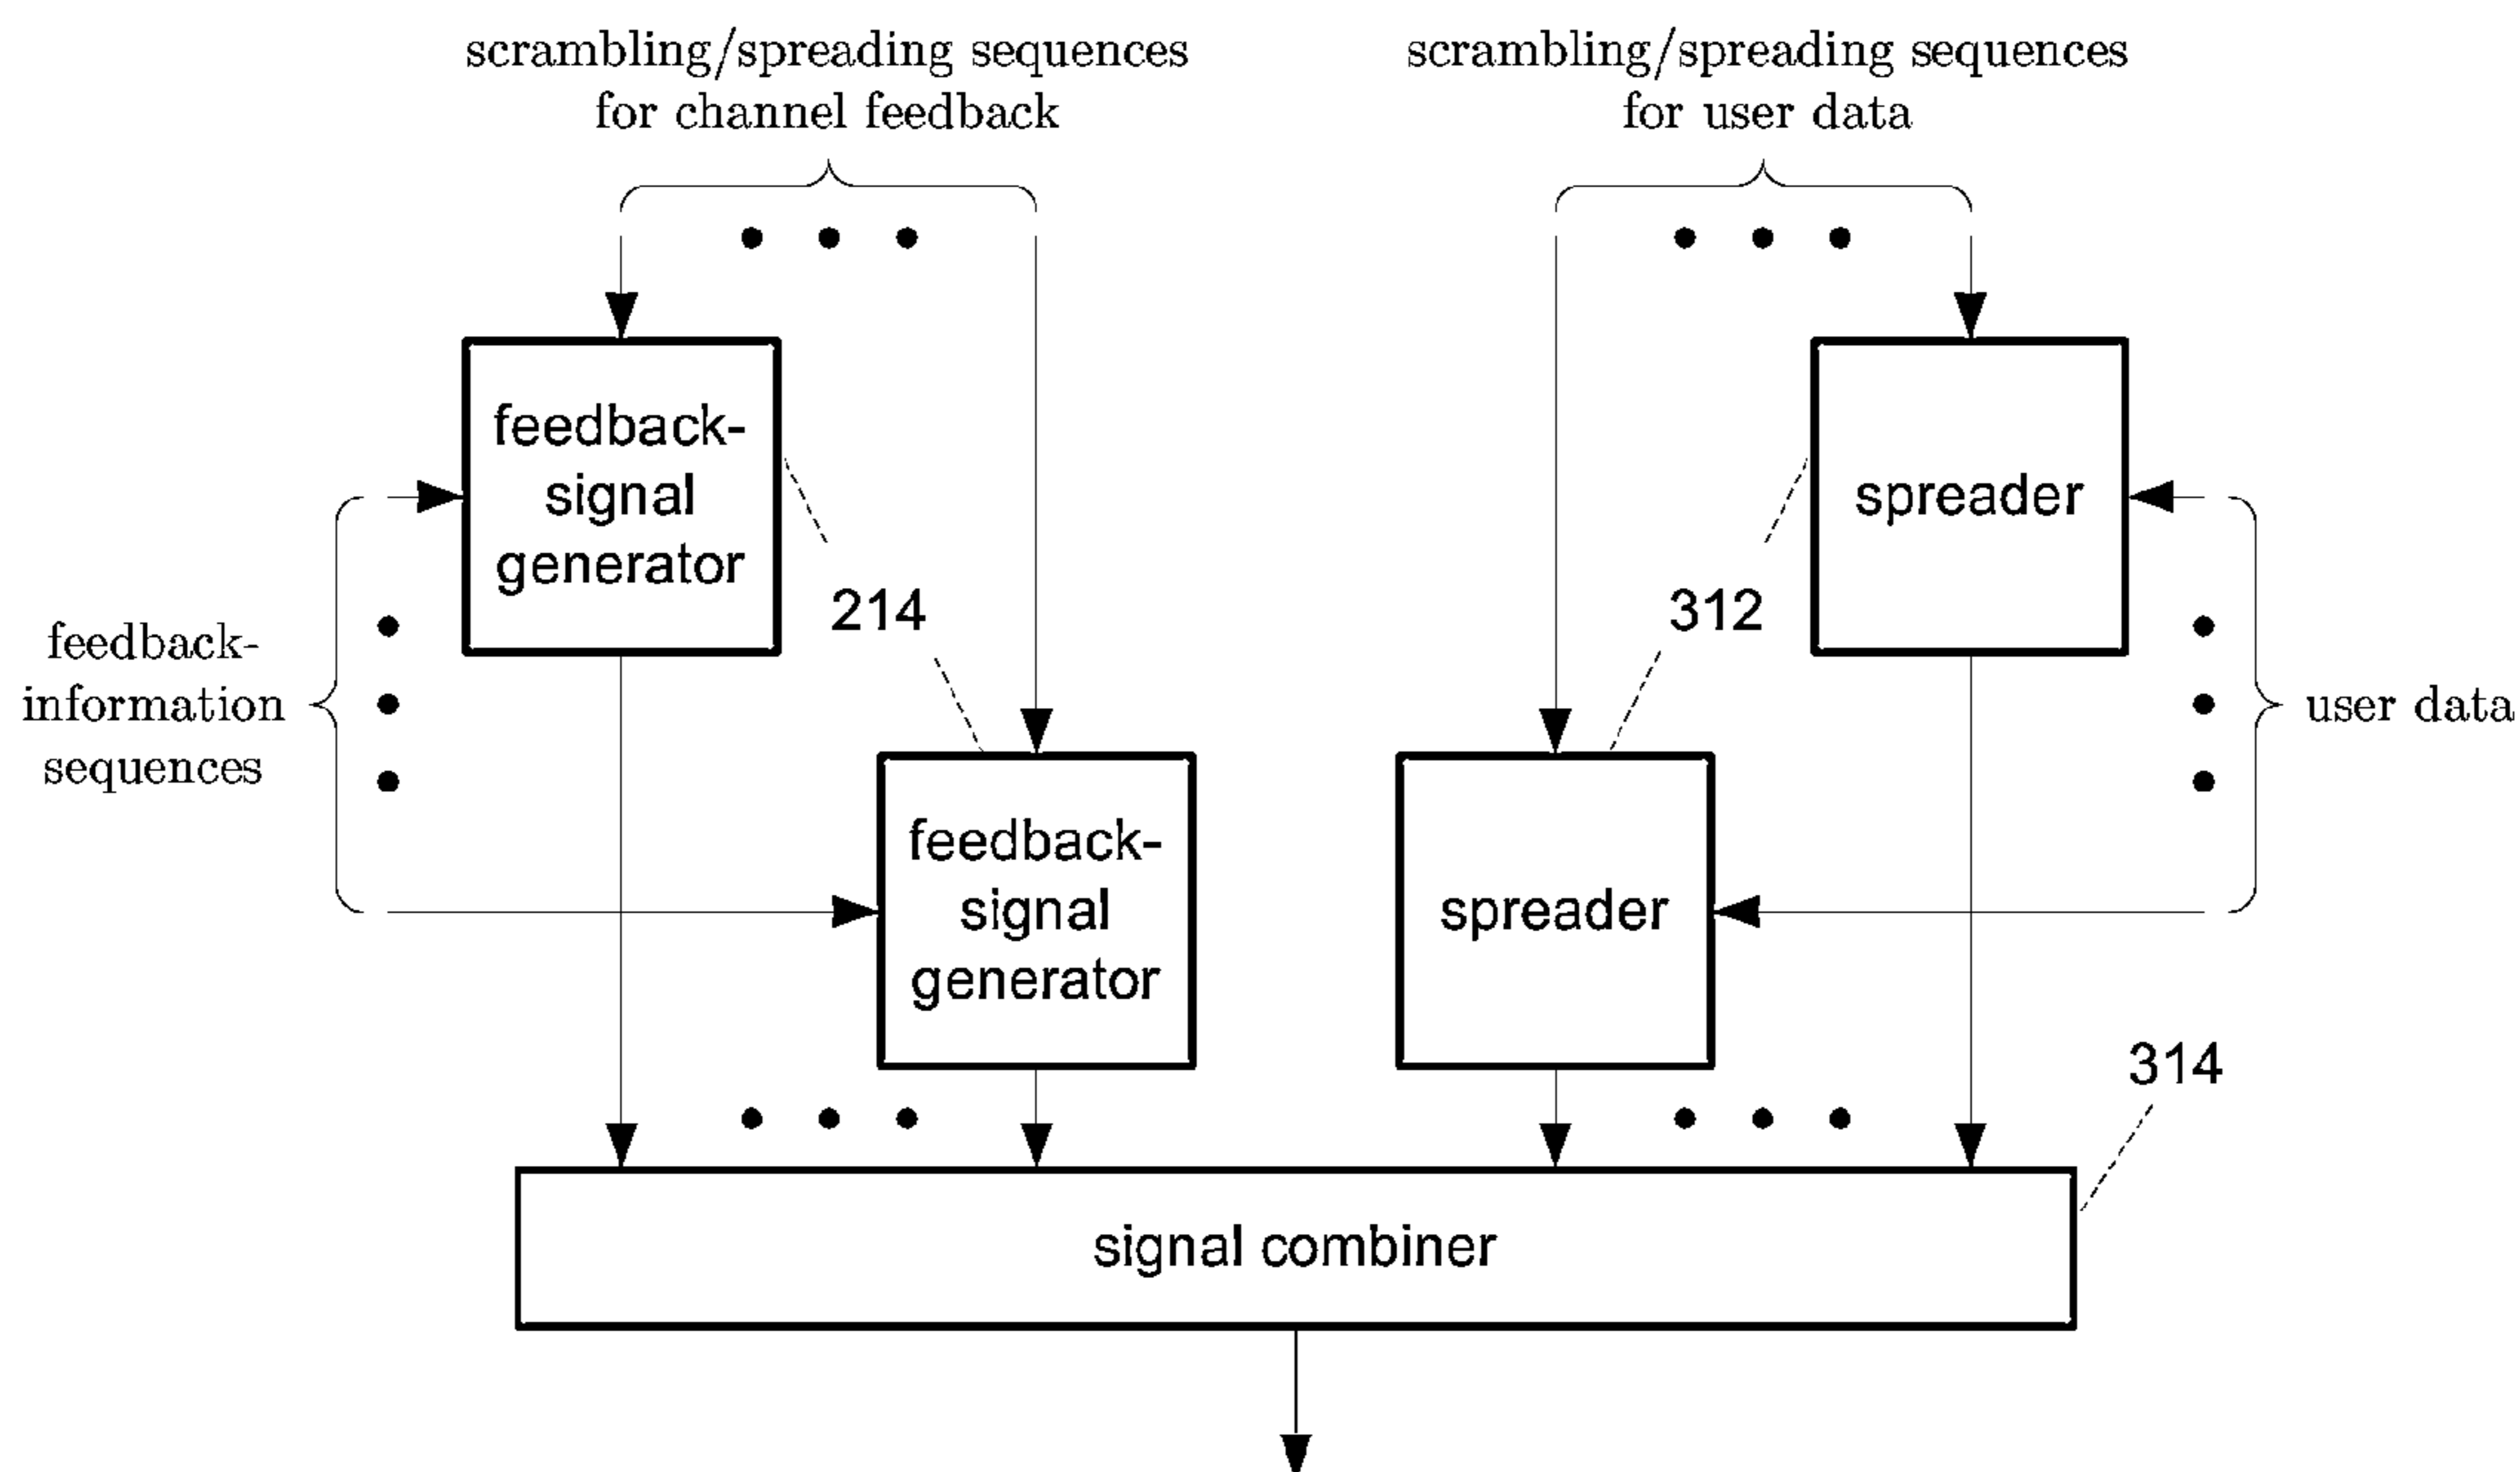 scrambling/spreading sequences
for channel feedback
scrambling/spreading sequences
for user data
feedback-
signal
generator
spreader
214
312
feedback-
information
sequences
user data
feedback-
signal
generator
spreader
314
signal combiner